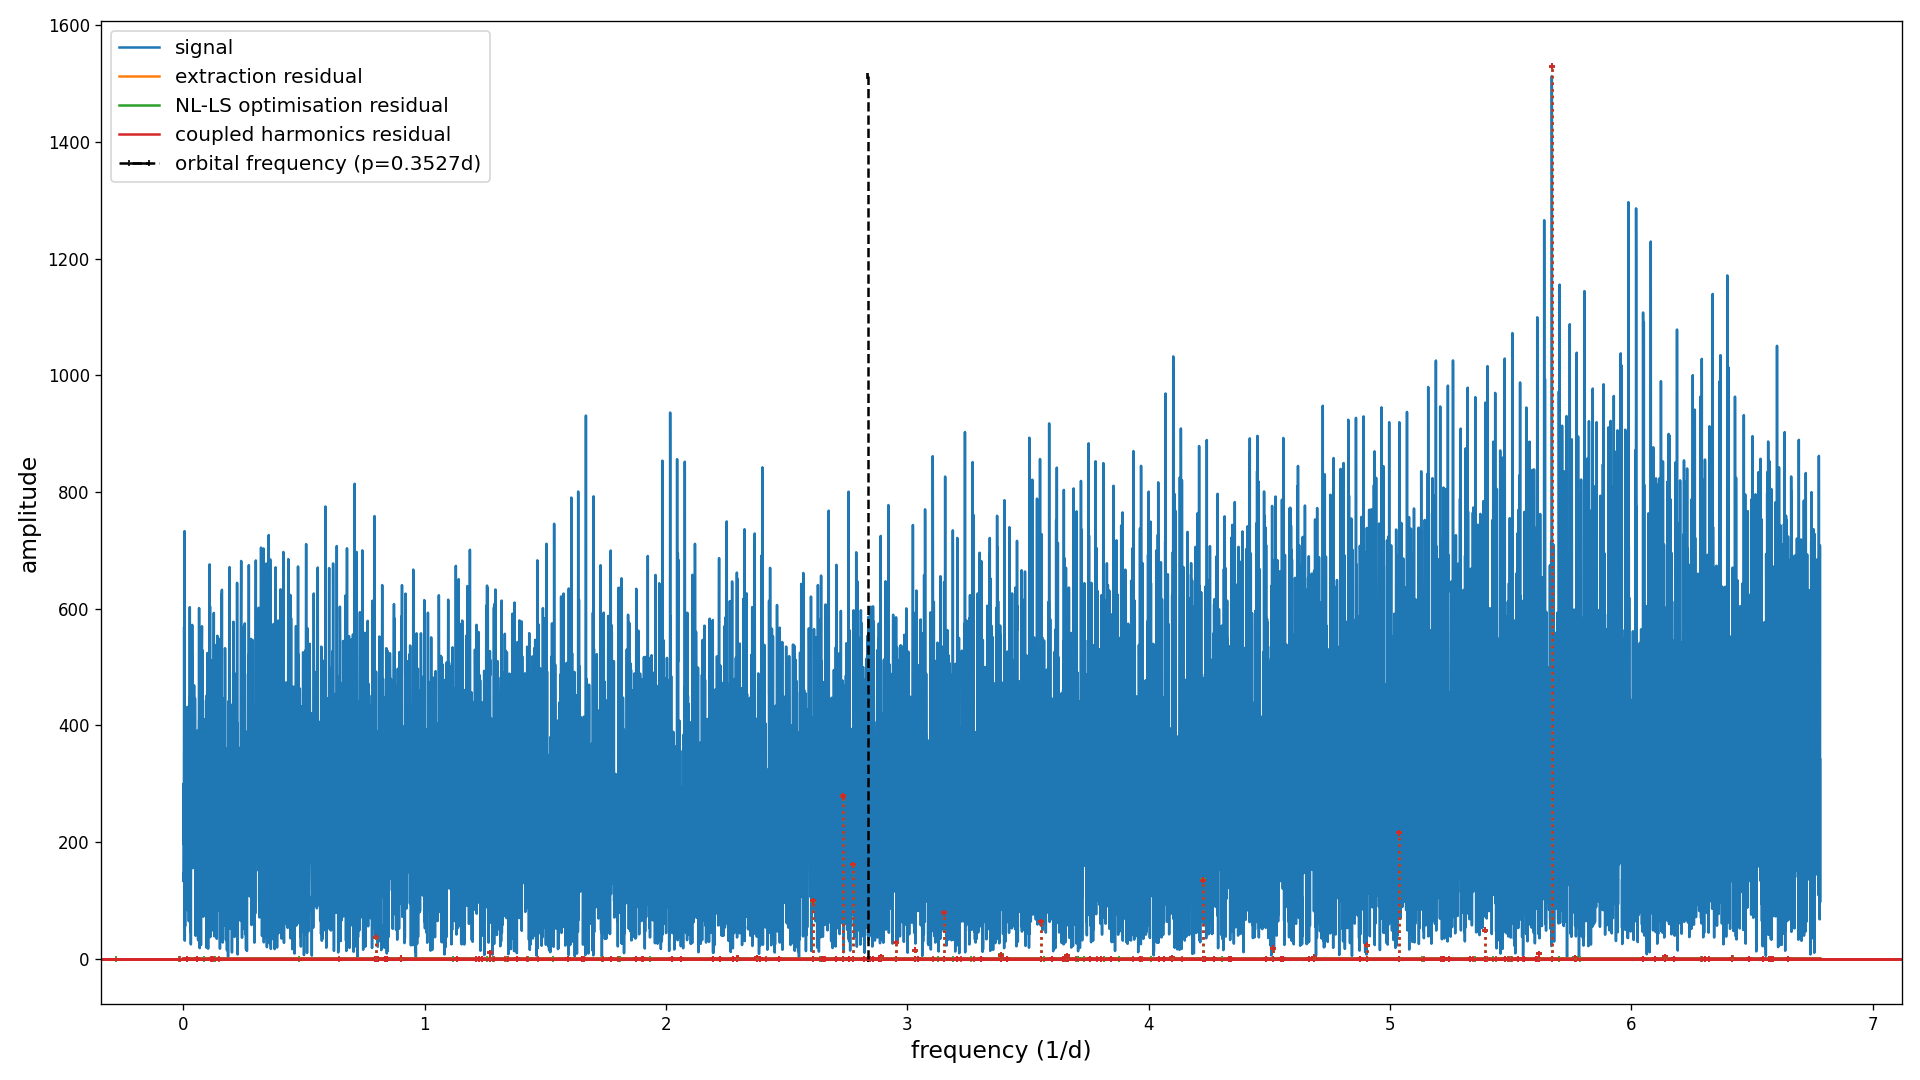 1600
1400
1200
1000
800
600
400
200
0
amplitude
signal
extraction residual
NL-LS optimisation residual
coupled harmonics residual
orbital frequency (p=0.3527d)
0 1 2 3 4 5 6 7
frequency (1/d)